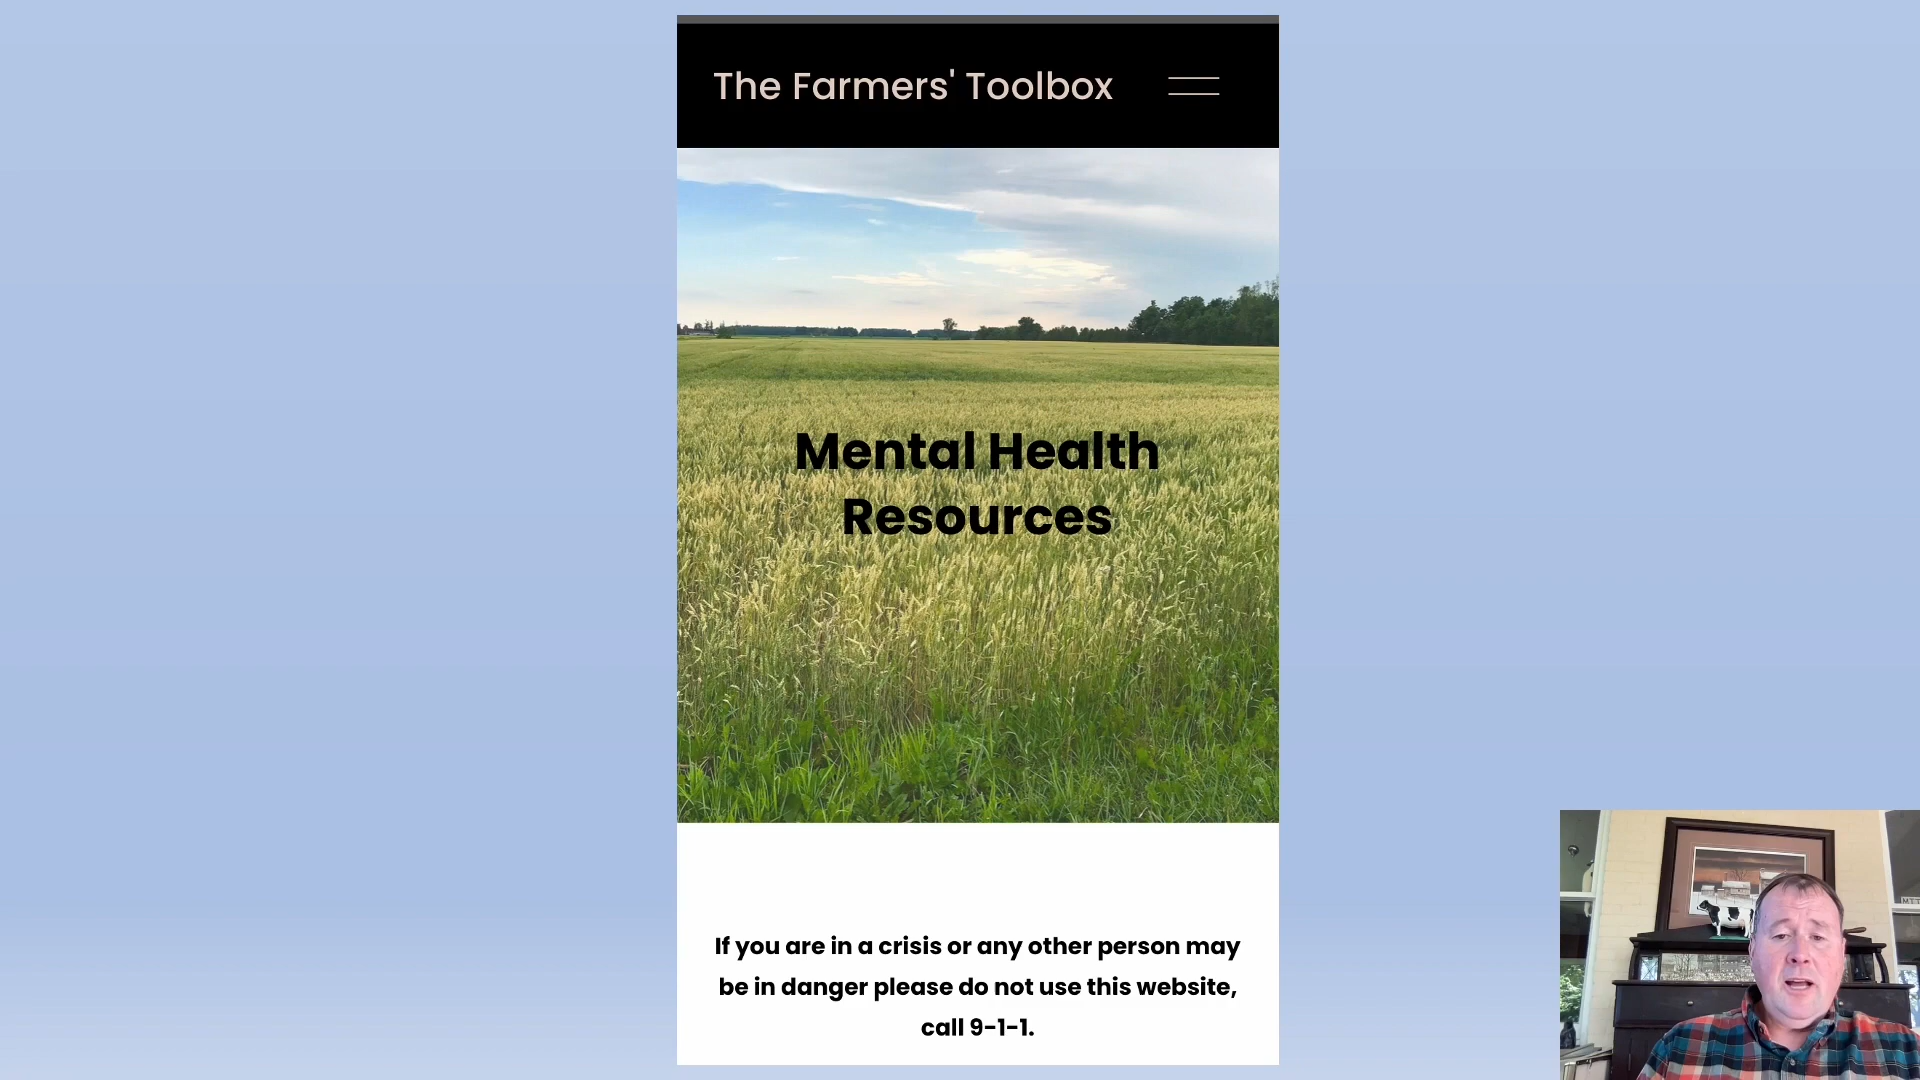 The Farmers' Toolbox
Mental Health
Resources
If you are in a crisis or any other person may
be in danger please do not use this website,
call 9-1-1.